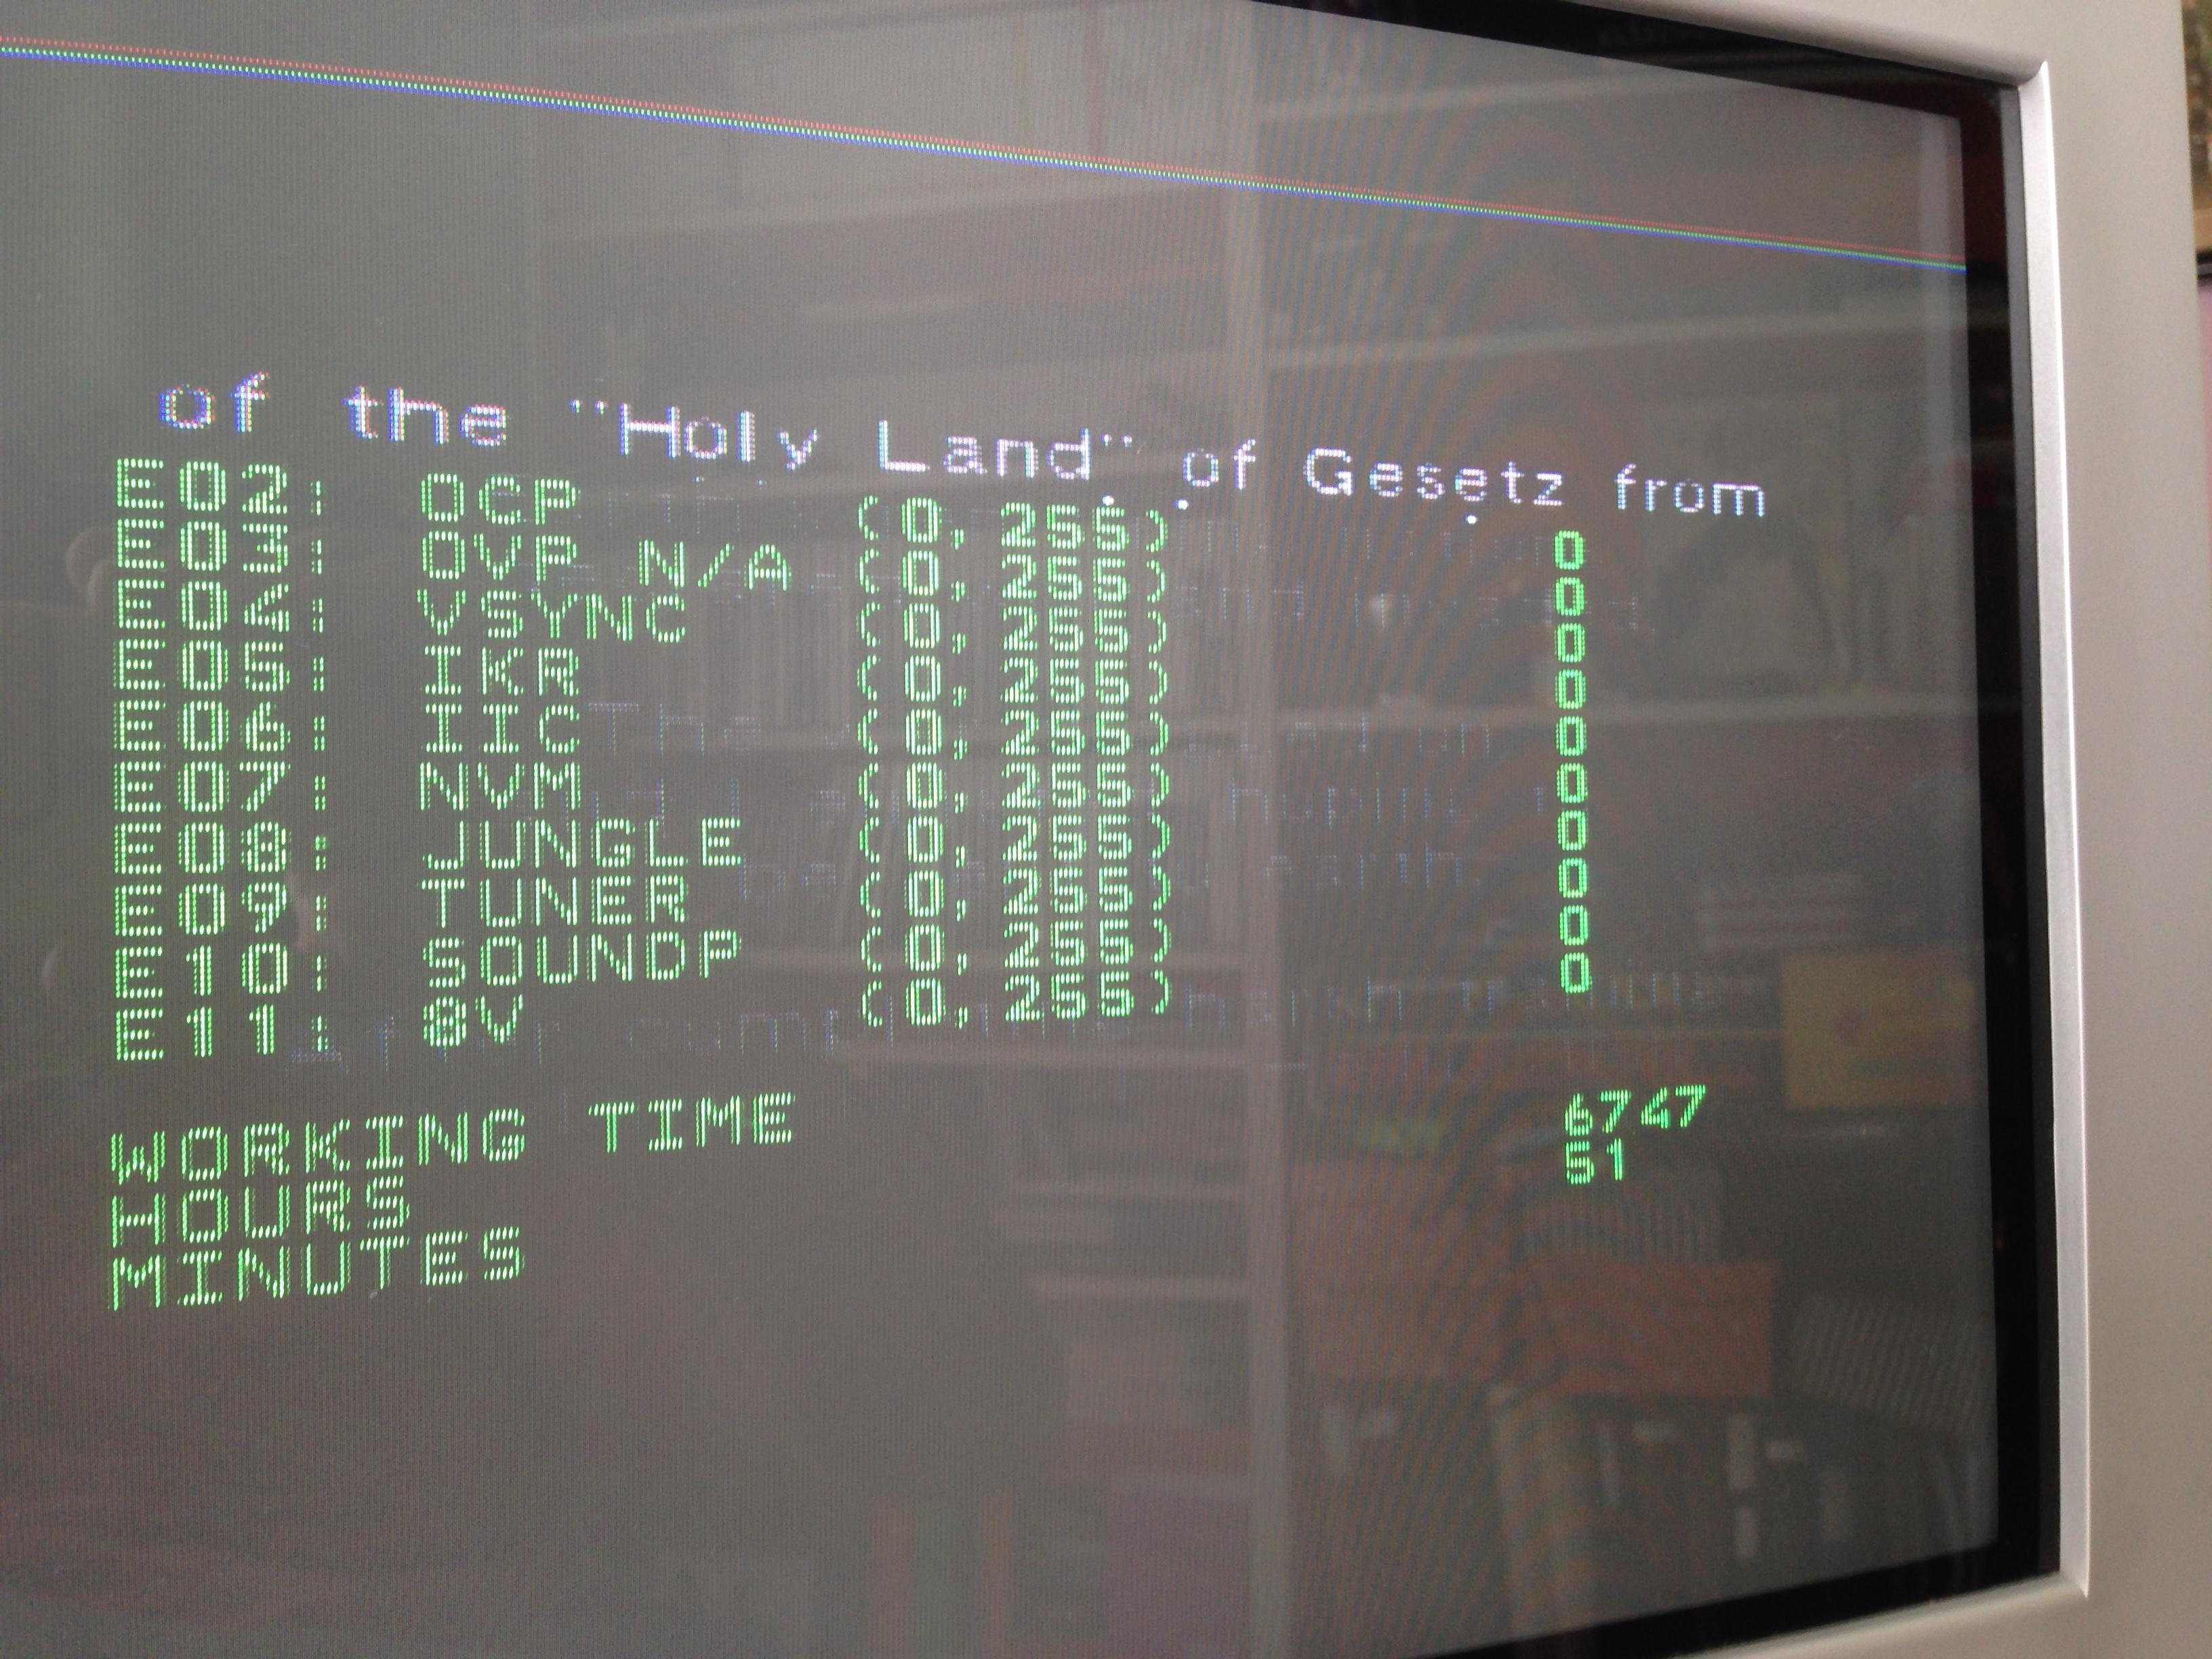 of the "Holy Land" of Gesetz from
E02: OCP (0, 255) 0
E03: OVP N/A (0, 255) 0
E04: VSYNC (0, 255) 0
E05: IKR (0, 255) 0
E06: IIC (0, 255) 0
E07: NVM (0, 255) 0
E08: JUNGLE (0, 255) 0
E09: TUNER (0, 255) 0
E10: SOUNDP (0, 255) 0
E11: 8V (0, 255) 0
WORKING TIME
HOURS 6747
MINUTES 51